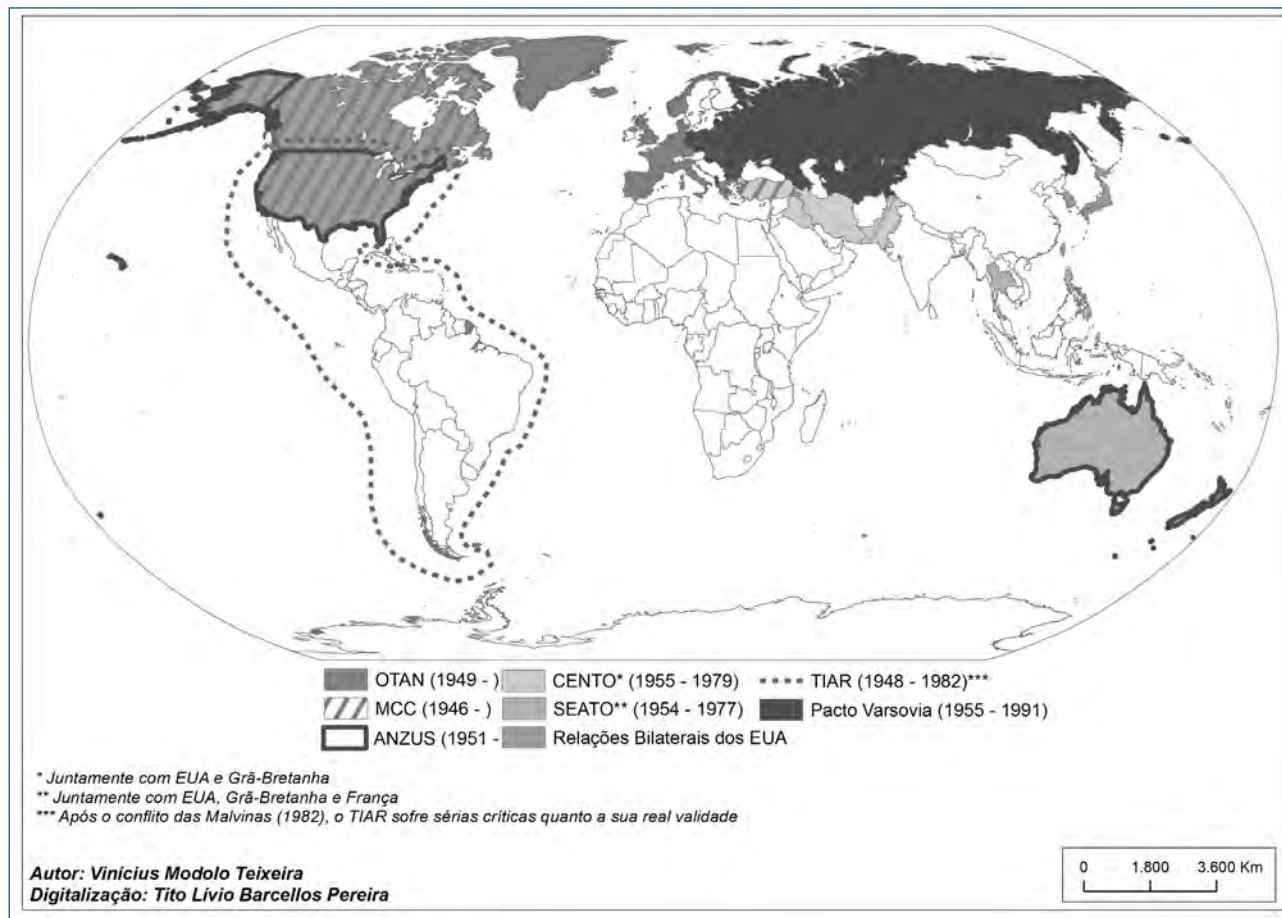 OTAN (1949 - ) CENTO* (1955 - 1979) TIAR (1948 - 1982)***
MCC (1946 - ) SEATO** (1954 - 1977) Pacto Varsovia (1955 - 1991)
ANZUS (1951 - Relações Bilaterais dos EUA
* Juntamente com EUA e Grã-Bretanha
** Juntamente com EUA, Grã-Bretanha e França
*** Após o conflito das Malvinas (1982), o TIAR sofre sérias críticas quanto a sua real validade
Autor: Vinícius Modolo Teixeira
Digitalização: Tito Lívio Barcellos Pereira
0 1.800 3.600 Km